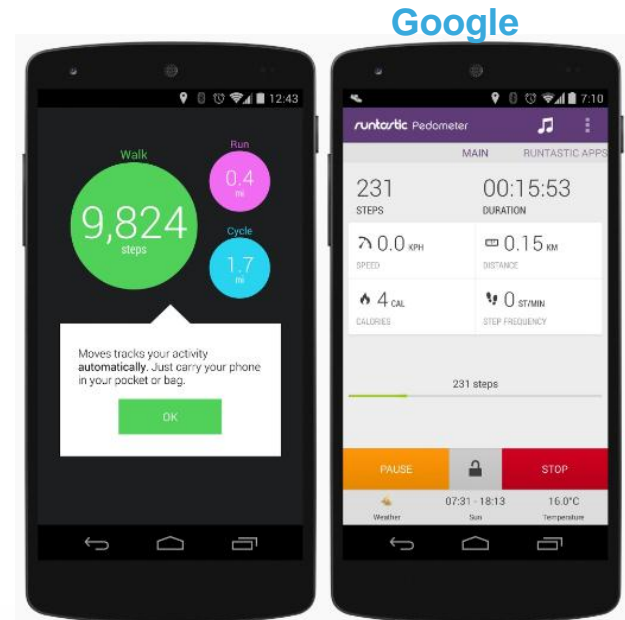 Google
12:43
Walk
9,824
steps
Run
0.4
mi
Cycle
1.7
mi
Moves tracks your activity
automatically. Just carry your phone
in your pocket or bag.
OK
7:10
runtastic Pedometer
MAIN RUNTASTIC APPS
231 00:15:53
STEPS DURATION
0.0 KPH 0.15 KM
SPEED DISTANCE
4 CAL 0 ST/MIN
CALORIES STEP FREQUENCY
231 steps
PAUSE STOP
07:31 - 18:13 16.0°C
Weather Sun Temperature